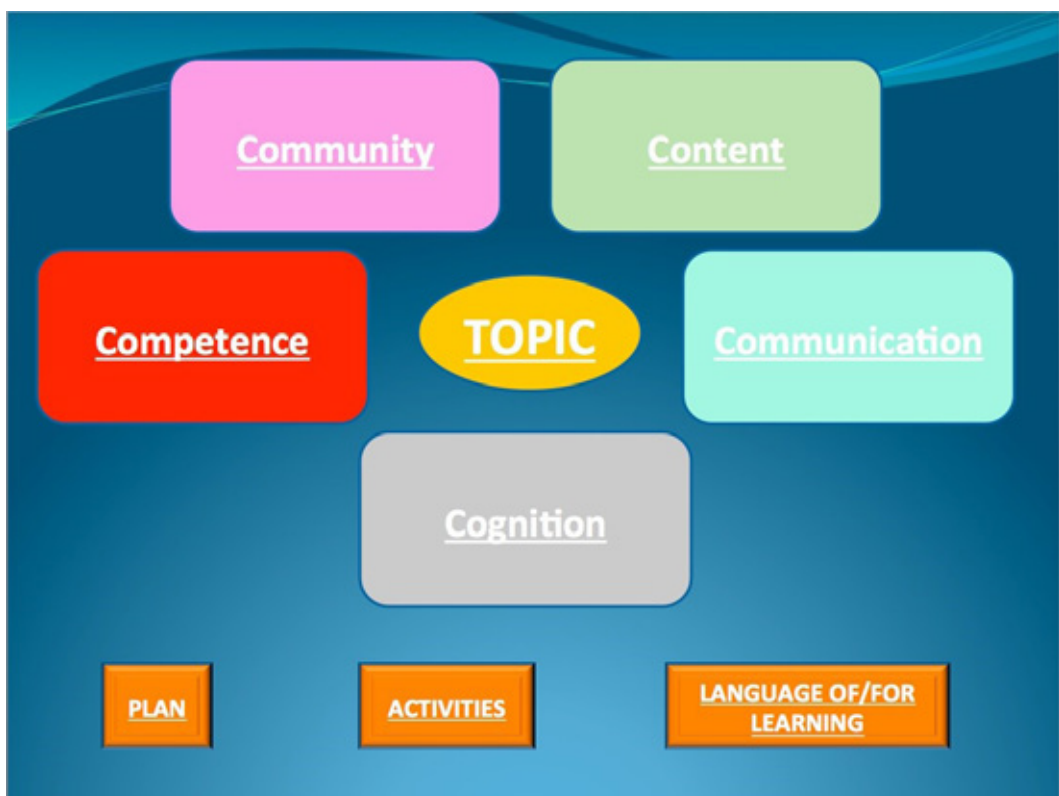 Community
Content
Competence
TOPIC
Communication
Cognition
PLAN
ACTIVITIES
LANGUAGE OF/FOR
LEARNING